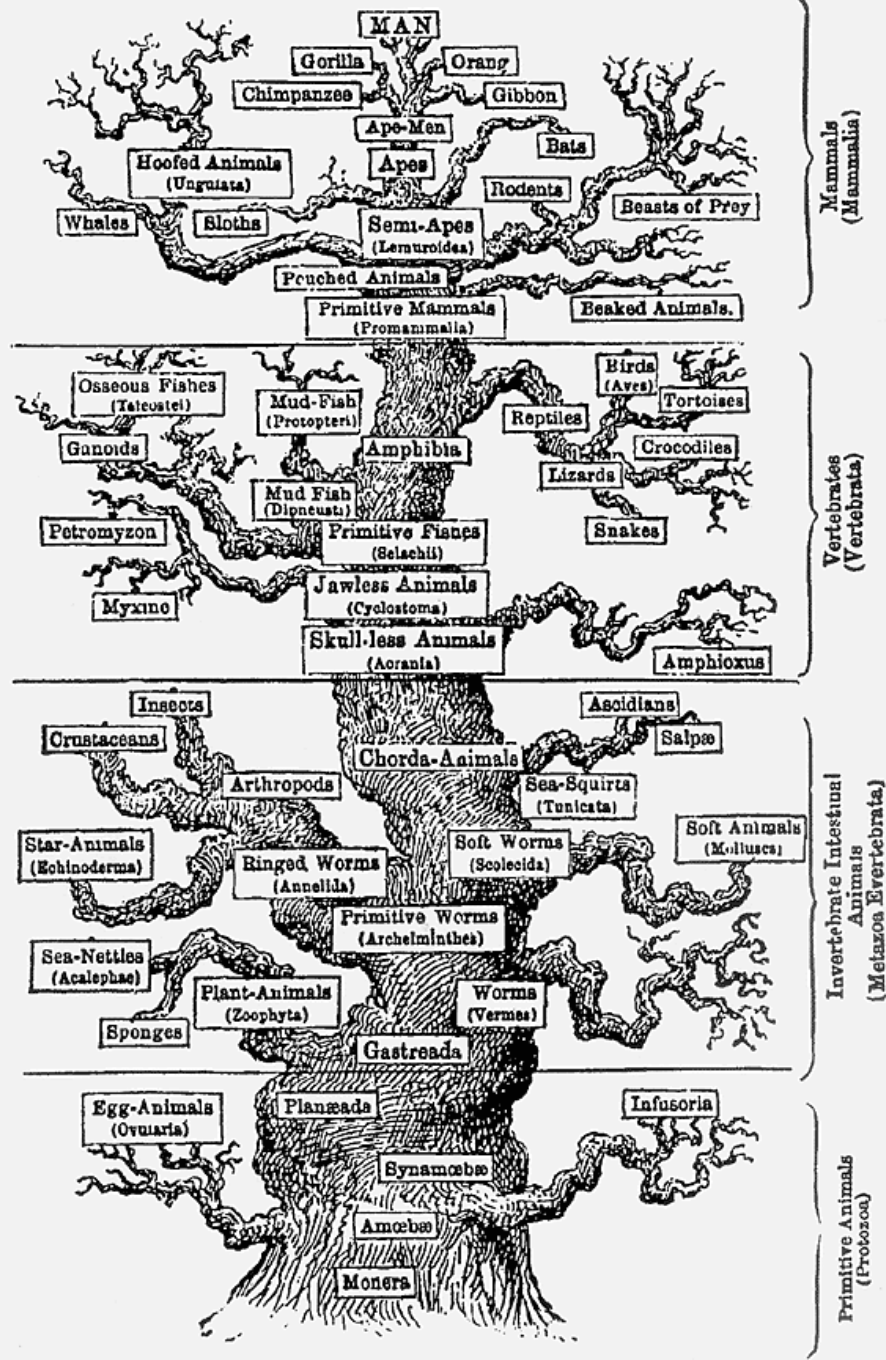 MAN
Gorilla
Orang
Chimpanzee
Gibbon
Ape-Men
Bats
Apes
Hoofed Animals
(Ungulata)
Rodents
Beasts of Prey
Whales
Sloths
Semi-Apes
(Lemuroidea)
Pouched Animals
Primitive Mammals
(Promammalia)
Beaked Animals.
Mammals
(Mammalia)
Osseous Fishes
(Teleostei)
Mud-Fish
(Protopteri)
Birds
(Aves)
Tortoises
Reptiles
Ganoids
Amphibia
Crocodiles
Lizards
Mud Fish
(Dipneusti)
Petromyzon
Primitive Fishes
(Selachii)
Snakes
Jawless Animals
(Cyclostoma)
Myxine
Skull-less Animals
(Acrania)
Amphioxus
Vertebrates
(Vertebrata)
Insects
Ascidians
Crustaceans
Salpæ
Chorda-Animals
Arthropods
Sea-Squirts
(Tunicata)
Star-Animals
(Echinoderma)
Ringed Worms
(Annelida)
Soft Worms
(Scolecida)
Soft Animals
(Mollusca)
Primitive Worms
(Archelminthes)
Sea-Nettles
(Acalephae)
Plant-Animals
(Zoophyta)
Worms
(Vermes)
Sponges
Gastreada
Invertebrate Intestinal
Animals
(Metazoa Evertebrata)
Egg-Animals
(Ovularia)
Planæada
Infusoria
Synamœbæ
Amœbæ
Monera
Primitive Animals
(Protozoa)